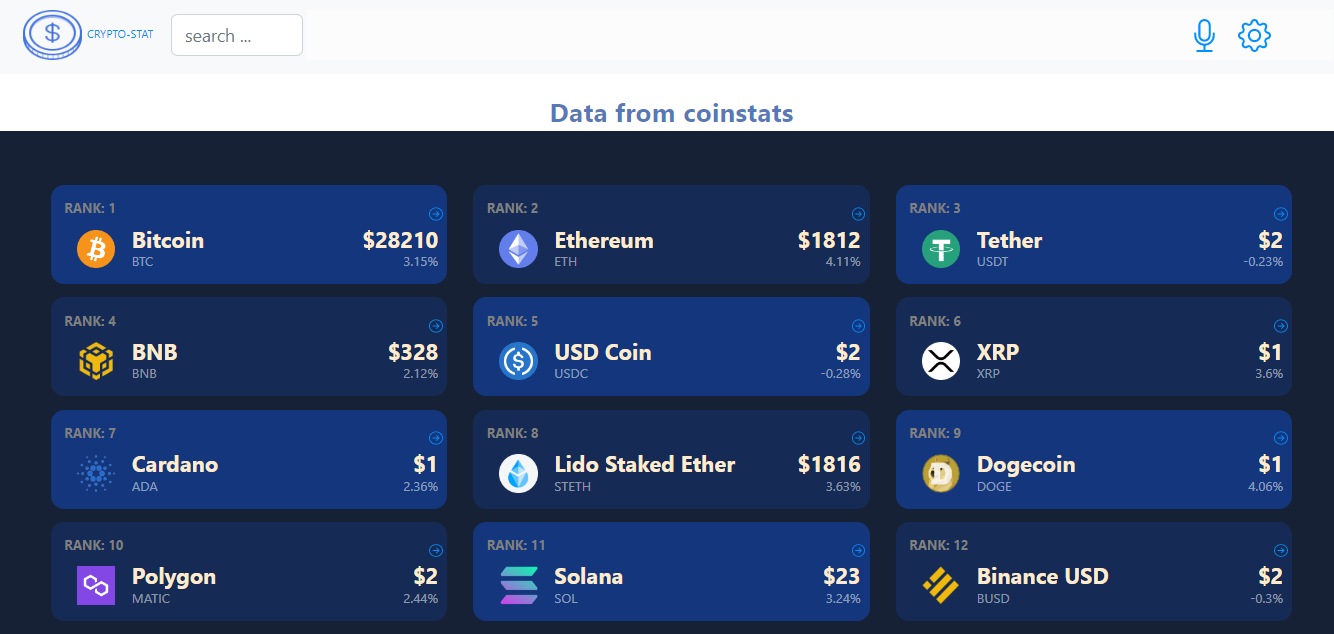 CRYPTO-STAT
search ...
Data from coinstats
RANK: 1
Bitcoin $28210
BTC 3.15%
RANK: 2
Ethereum $1812
ETH 4.11%
RANK: 3
Tether $2
USDT -0.23%
RANK: 4
BNB $328
BNB 2.12%
RANK: 5
USD Coin $2
USDC -0.28%
RANK: 6
XRP $1
XRP 3.6%
RANK: 7
Cardano $1
ADA 2.36%
RANK: 8
Lido Staked Ether $1816
STETH 3.63%
RANK: 9
Dogecoin $1
DOGE 4.06%
RANK: 10
Polygon $2
MATIC 2.44%
RANK: 11
Solana $23
SOL 3.24%
RANK: 12
Binance USD $2
BUSD -0.3%